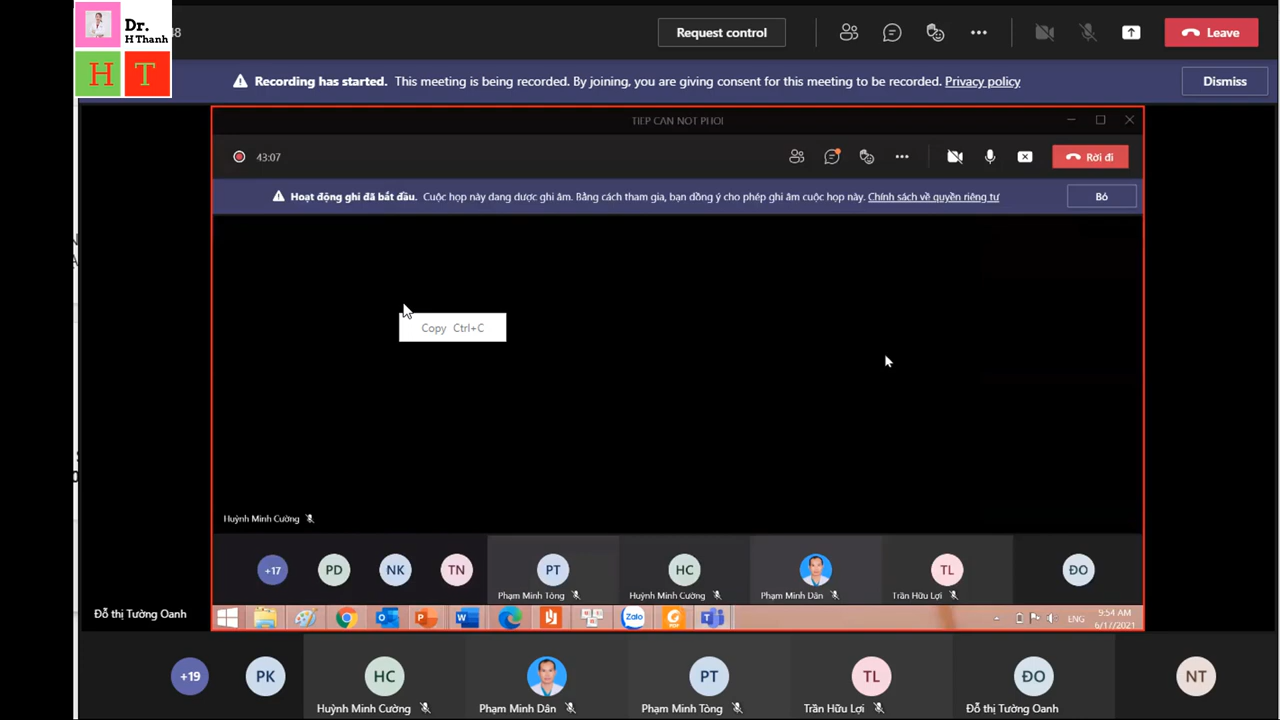 Dr.
H Thanh
H T
48
Request control
Leave
Recording has started. This meeting is being recorded. By joining, you are giving consent for this meeting to be recorded. Privacy policy
Dismiss
TIEP CAN NOT PHOI
43:07
Rời đi
Hoạt động ghi đã bắt đầu. Cuộc họp này đang được ghi âm. Bằng cách tham gia, bạn đồng ý cho phép ghi âm cuộc họp này. Chính sách về quyền riêng tư
Bỏ
Copy Ctrl+C
Huỳnh Minh Cường
+17 PD NK TN PT HC TL ĐO
Phạm Minh Tòng Huỳnh Minh Cường Phạm Minh Dân Trần Hữu Lợi
Đỗ thị Tường Oanh
Zalo
PDF
9:54 AM
ENG
6/17/2021
+19 PK HC PT TL ĐO NT
Huỳnh Minh Cường Phạm Minh Dân Phạm Minh Tòng Trần Hữu Lợi Đỗ thị Tường Oanh